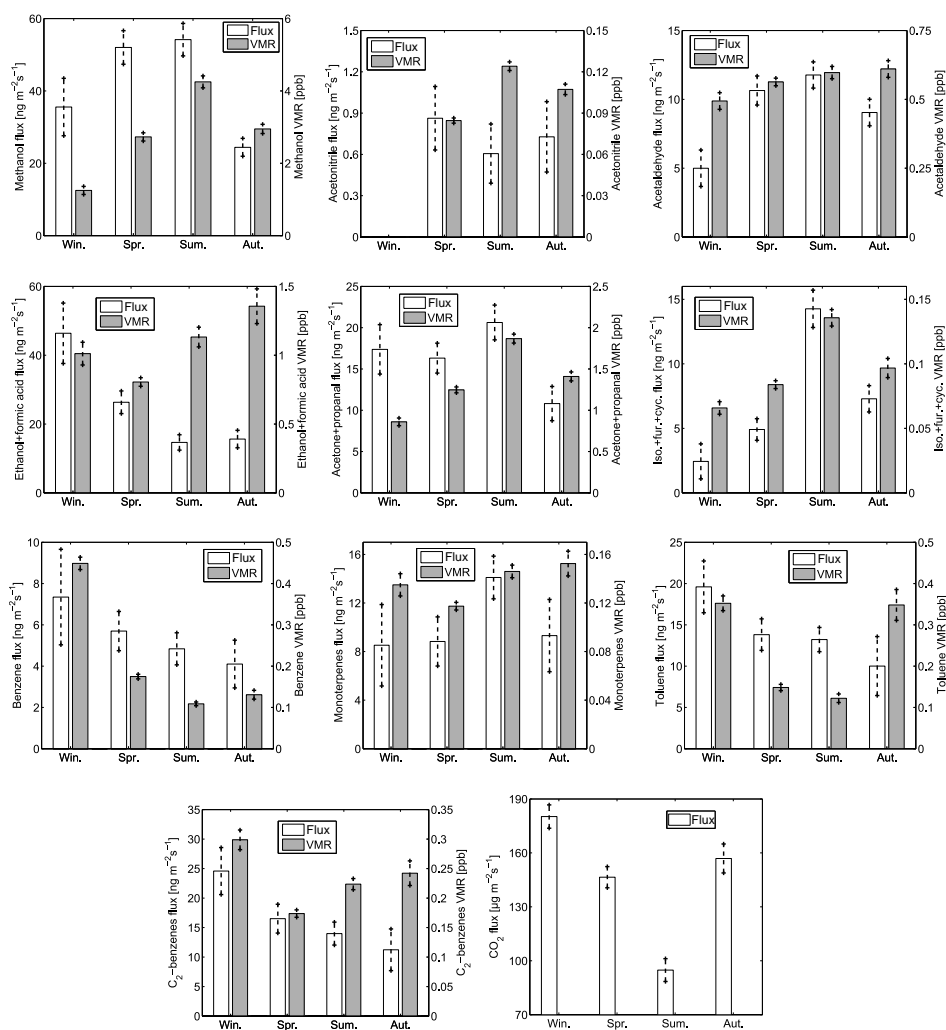 Methanol flux [ng m⁻²s⁻¹]
60
40
20
0
Flux
VMR
6
4
2
0
Methanol VMR [ppb]
Win. Spr. Sum. Aut.
Acetonitrile flux [ng m⁻²s⁻¹]
1.5
1.2
0.9
0.6
0.3
0
Flux
VMR
0.15
0.12
0.09
0.06
0.03
0
Acetonitrile VMR [ppb]
Win. Spr. Sum. Aut.
Acetaldehyde flux [ng m⁻²s⁻¹]
15
10
5
0
Flux
VMR
0.75
0.5
0.25
0
Acetaldehyde VMR [ppb]
Win. Spr. Sum. Aut.
Ethanol+formic acid flux [ng m⁻²s⁻¹]
60
40
20
0
Flux
VMR
1.5
1
0.5
0
Ethanol+formic acid VMR [ppb]
Win. Spr. Sum. Aut.
Acetone+propanal flux [ng m⁻²s⁻¹]
25
20
15
10
5
0
Flux
VMR
2.5
2
1.5
1
0.5
0
Acetone+propanal VMR [ppb]
Win. Spr. Sum. Aut.
Iso.+fur.+cyc. flux [ng m⁻²s⁻¹]
15
10
5
0
Flux
VMR
0.15
0.1
0.05
0
Iso.+fur.+cyc. VMR [ppb]
Win. Spr. Sum. Aut.
Benzene flux [ng m⁻²s⁻¹]
10
8
6
4
2
0
Flux
VMR
0.5
0.4
0.3
0.2
0.1
0
Benzene VMR [ppb]
Win. Spr. Sum. Aut.
Monoterpenes flux [ng m⁻²s⁻¹]
16
12
8
4
0
Flux
VMR
0.16
0.12
0.08
0.04
0
Monoterpenes VMR [ppb]
Win. Spr. Sum. Aut.
Toluene flux [ng m⁻²s⁻¹]
25
20
15
10
5
0
Flux
VMR
0.5
0.4
0.3
0.2
0.1
0
Toluene VMR [ppb]
Win. Spr. Sum. Aut.
C₂−benzenes flux [ng m⁻²s⁻¹]
35
30
25
20
15
10
5
0
Flux
VMR
0.35
0.3
0.25
0.2
0.15
0.1
0.05
0
C₂−benzenes VMR [ppb]
Win. Spr. Sum. Aut.
CO₂ flux [µg m⁻²s⁻¹]
190
170
150
130
110
90
70
Flux
Win. Spr. Sum. Aut.